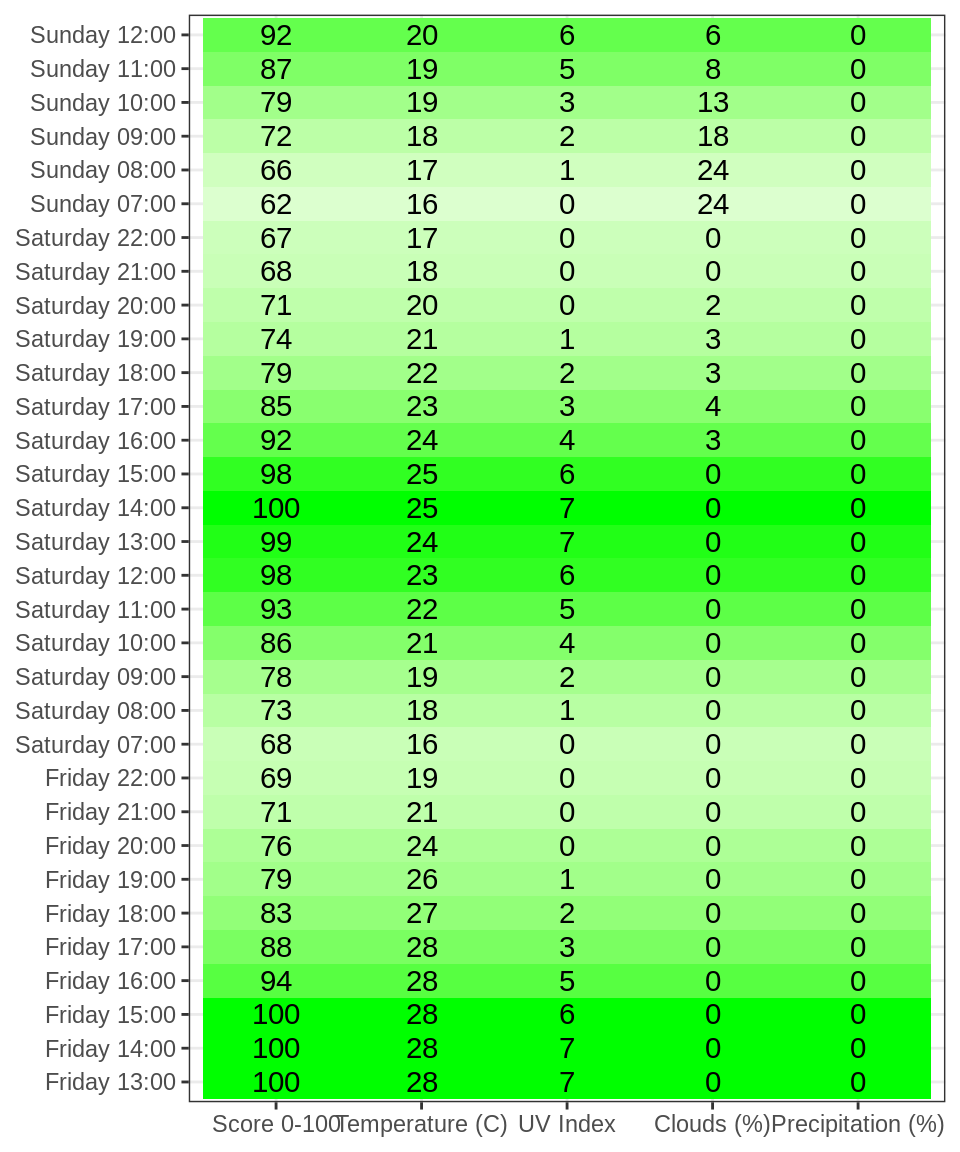 Sunday 12:00 92 20 6 6 0
Sunday 11:00 87 19 5 8 0
Sunday 10:00 79 19 3 13 0
Sunday 09:00 72 18 2 18 0
Sunday 08:00 66 17 1 24 0
Sunday 07:00 62 16 0 24 0
Saturday 22:00 67 17 0 0 0
Saturday 21:00 68 18 0 0 0
Saturday 20:00 71 20 0 2 0
Saturday 19:00 74 21 1 3 0
Saturday 18:00 79 22 2 3 0
Saturday 17:00 85 23 3 4 0
Saturday 16:00 92 24 4 3 0
Saturday 15:00 98 25 6 0 0
Saturday 14:00 100 25 7 0 0
Saturday 13:00 99 24 7 0 0
Saturday 12:00 98 23 6 0 0
Saturday 11:00 93 22 5 0 0
Saturday 10:00 86 21 4 0 0
Saturday 09:00 78 19 2 0 0
Saturday 08:00 73 18 1 0 0
Saturday 07:00 68 16 0 0 0
Friday 22:00 69 19 0 0 0
Friday 21:00 71 21 0 0 0
Friday 20:00 76 24 0 0 0
Friday 19:00 79 26 1 0 0
Friday 18:00 83 27 2 0 0
Friday 17:00 88 28 3 0 0
Friday 16:00 94 28 5 0 0
Friday 15:00 100 28 6 0 0
Friday 14:00 100 28 7 0 0
Friday 13:00 100 28 7 0 0
Score 0-100 Temperature (C) UV Index Clouds (%) Precipitation (%)